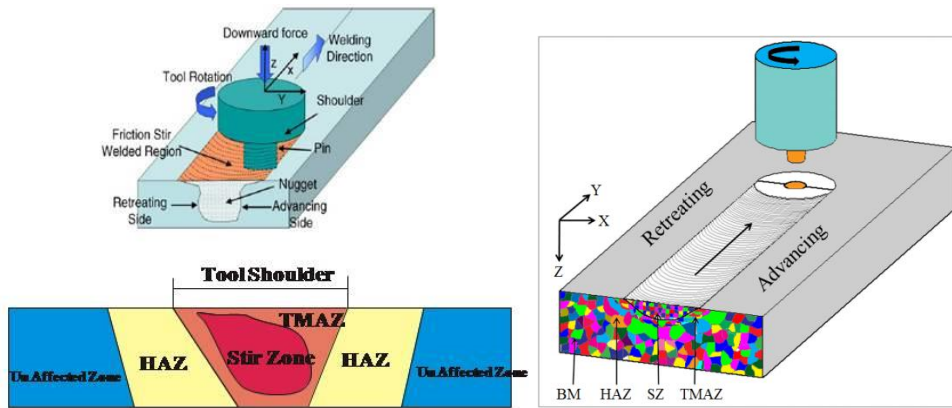 Downward force
Welding
Direction
Z
x
Tool Rotation
Y
Shoulder
Friction Stir
Welded Region
Pin
Nugget
Retreating
Side
Advancing
Side
Tool Shoulder
TMAZ
HAZ
Stir Zone
HAZ
Un Affected Zone
Un Affected Zone
Y
X
Z
Retreating
Advancing
BM HAZ SZ TMAZ